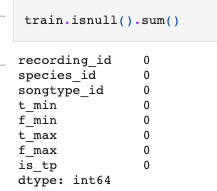 train.isnull().sum()
recording_id 0
species_id 0
songtype_id 0
t_min 0
f_min 0
t_max 0
f_max 0
is_tp 0
dtype: int64